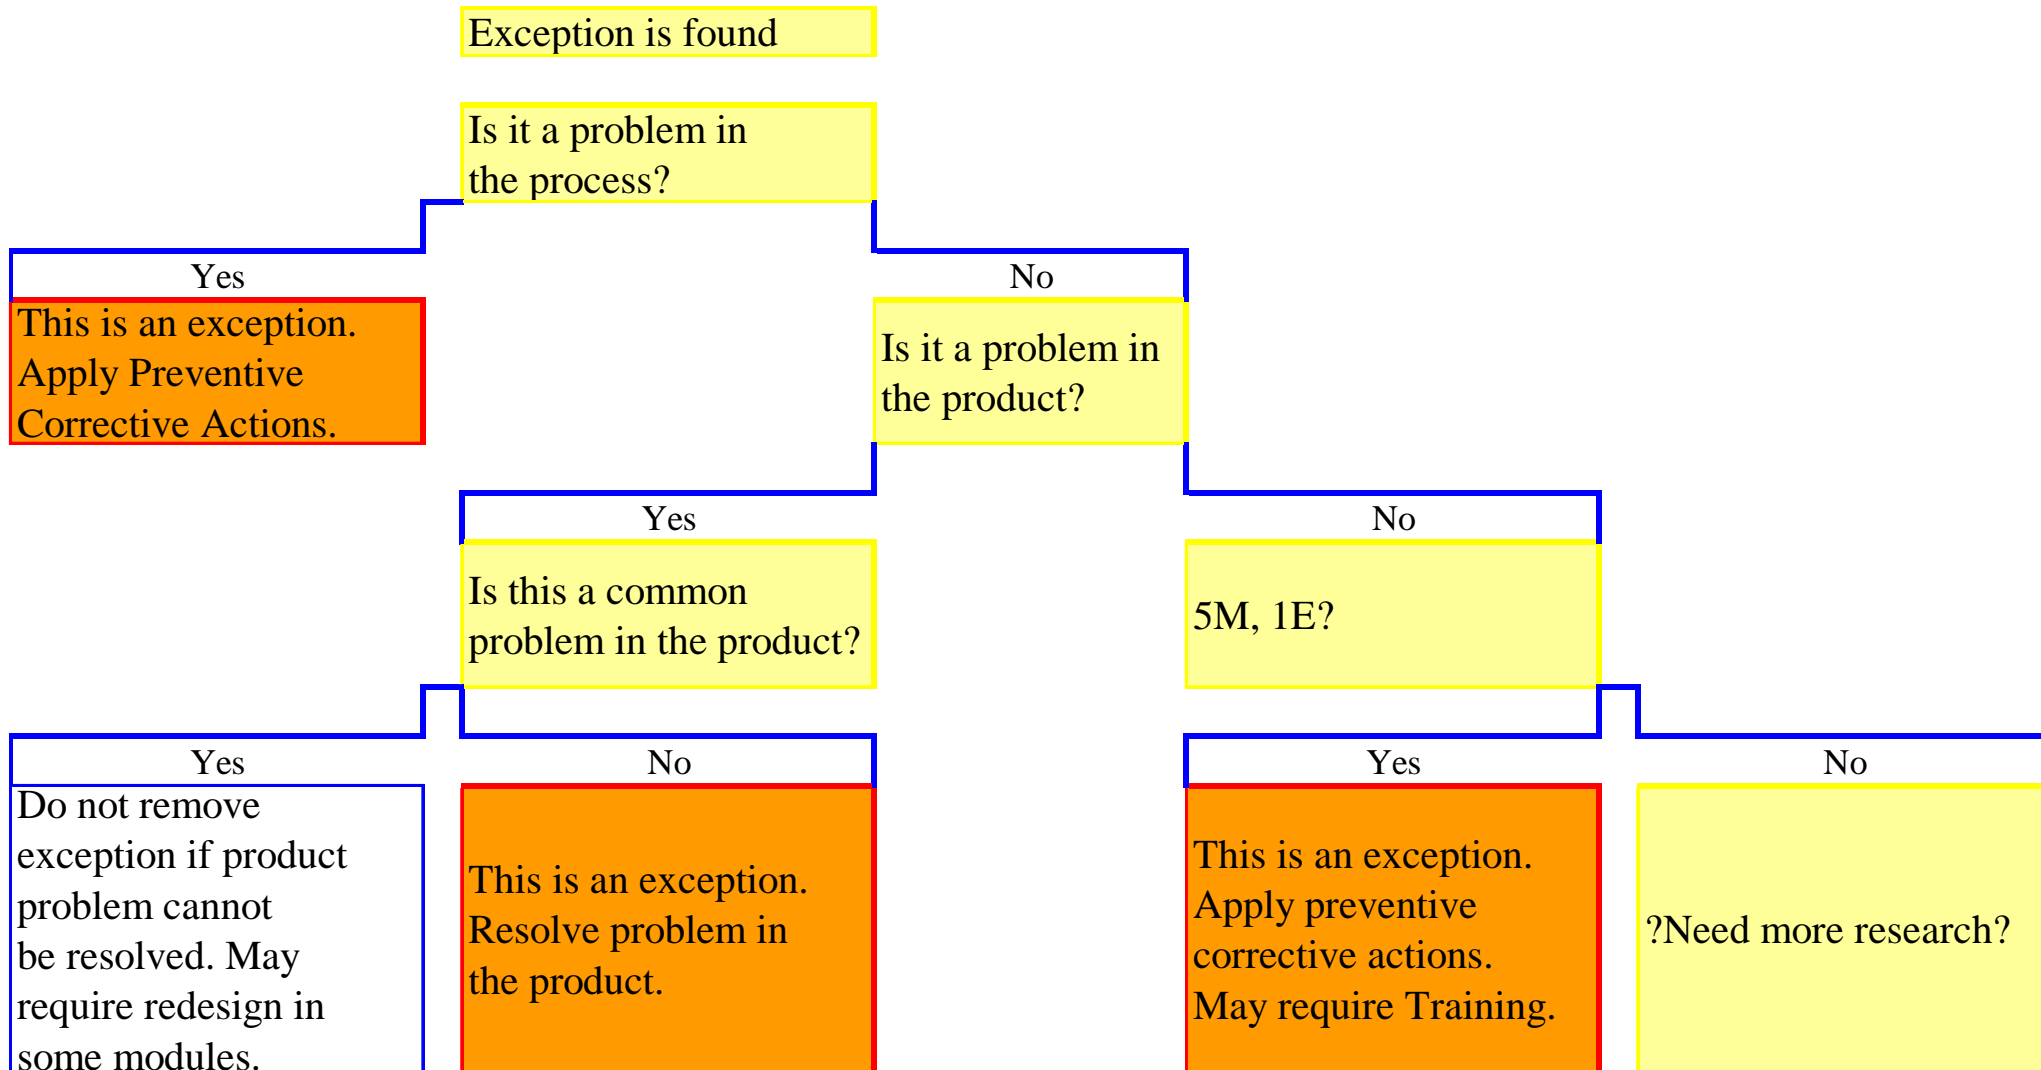 Exception is found
Is it a problem in
the process?
Yes
No
This is an exception.
Apply Preventive
Corrective Actions.
Is it a problem in
the product?
Yes
No
Is this a common
problem in the product?
5M, 1E?
Yes
No
Yes
No
Do not remove
exception if product
problem cannot
be resolved. May
require redesign in
some modules.
This is an exception.
Resolve problem in
the product.
This is an exception.
Apply preventive
corrective actions.
May require Training.
?Need more research?